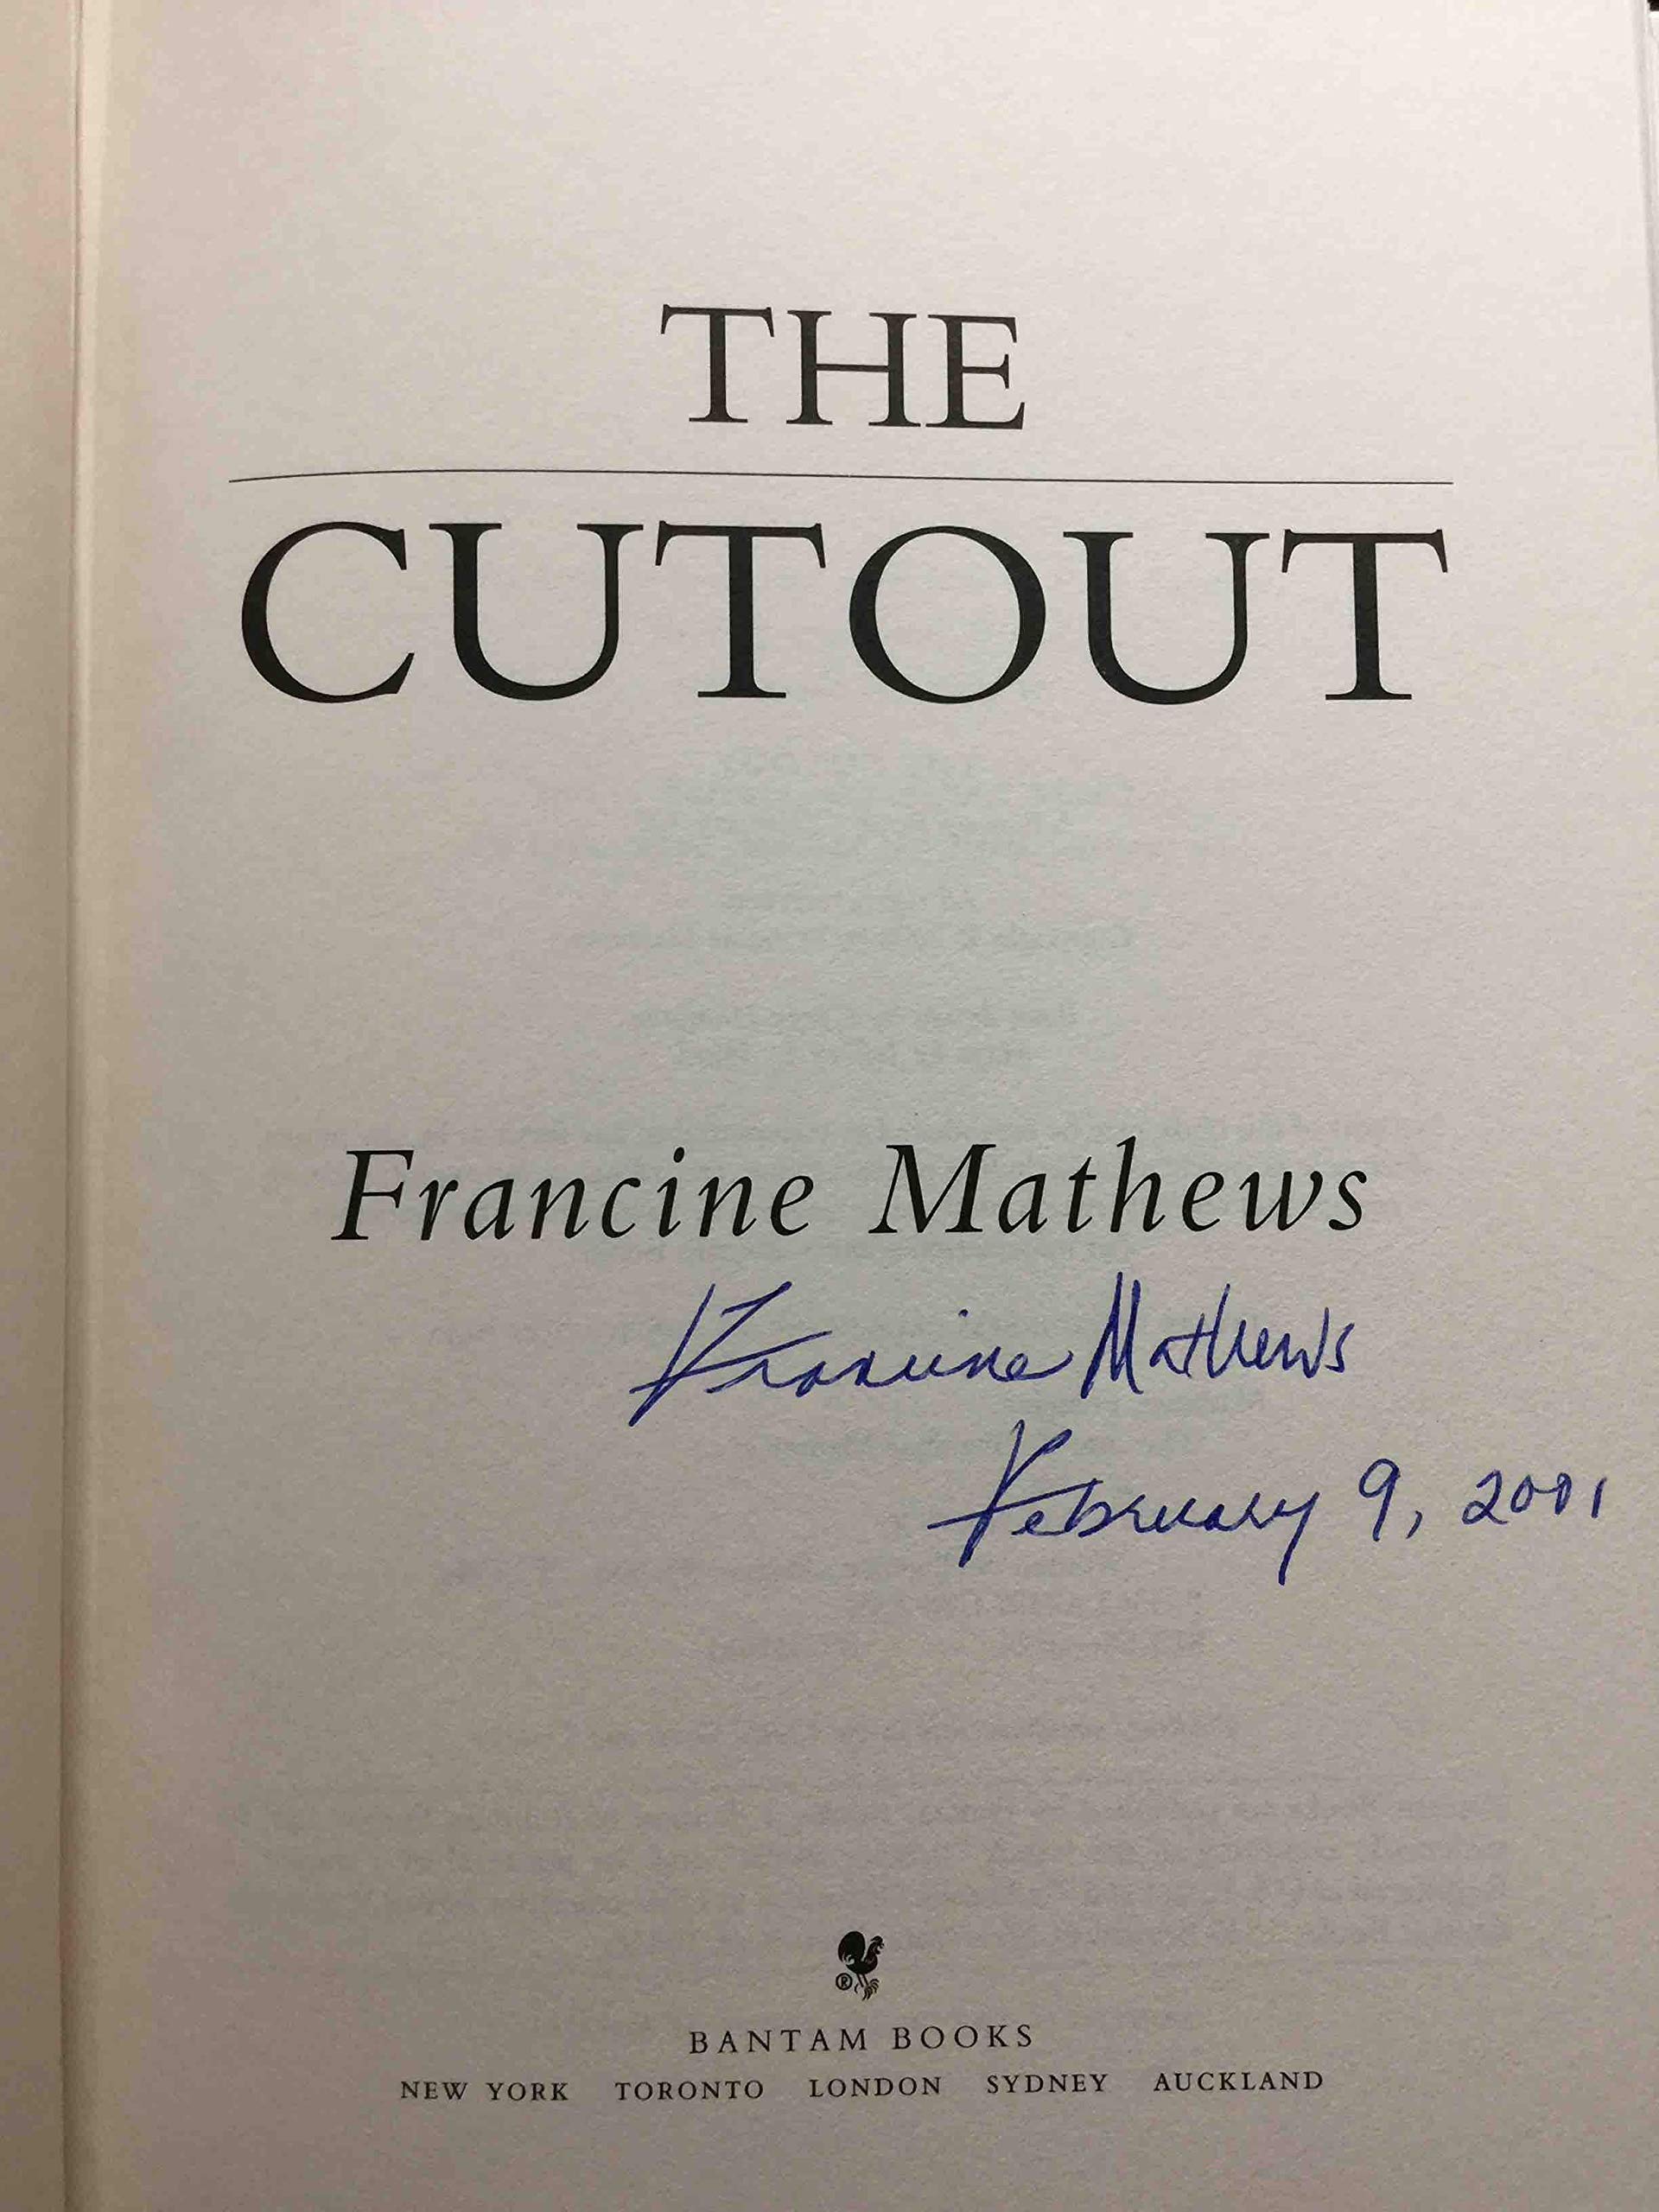 THE
CUTOUT
Francine Mathews
Francine Mathews
February 9, 2001
®
BANTAM BOOKS
NEW YORK TORONTO LONDON SYDNEY AUCKLAND